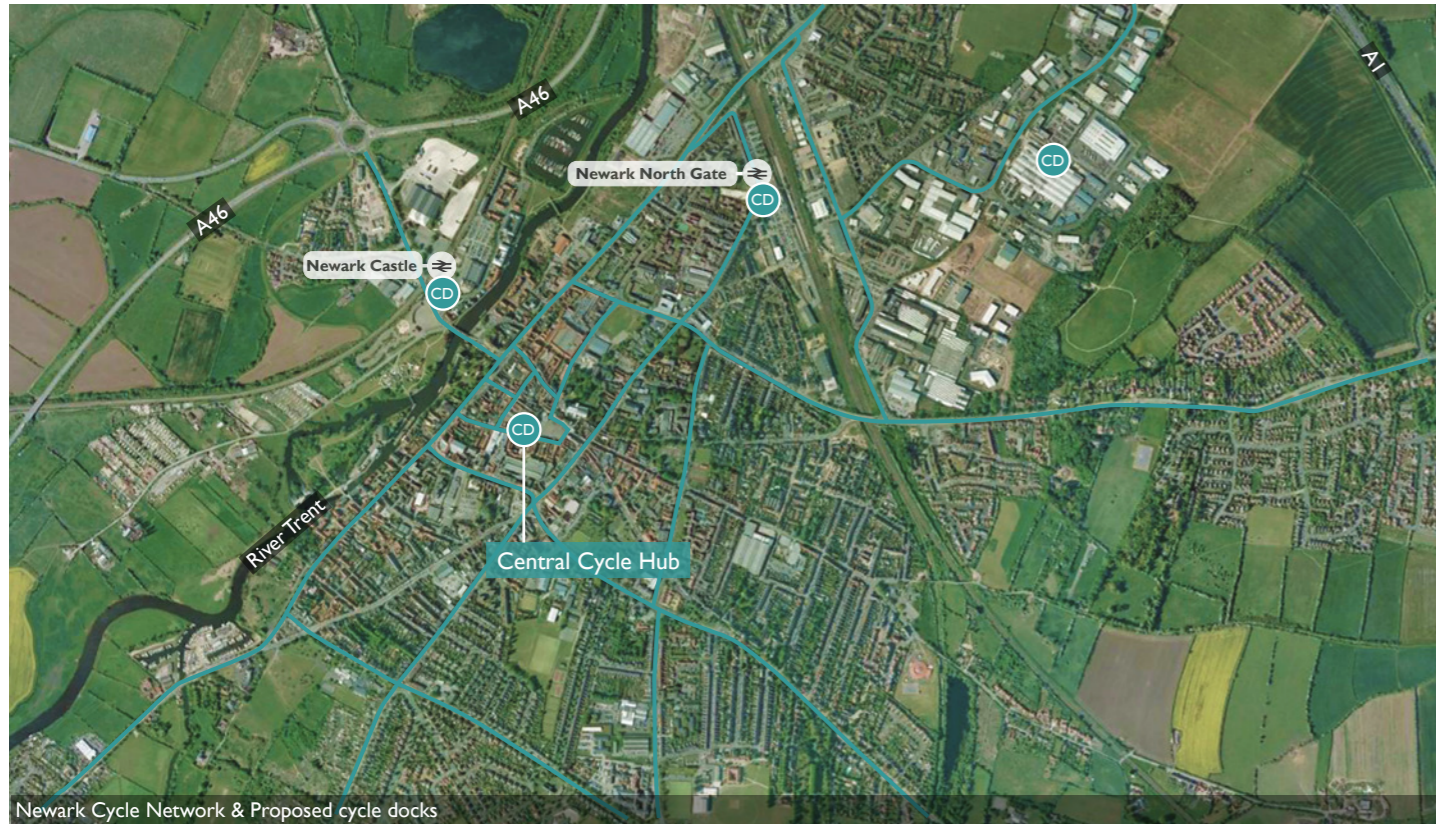 A46
A1
Newark North Gate
CD
CD
A46
Newark Castle
CD
CD
River Trent
Central Cycle Hub
Newark Cycle Network & Proposed cycle docks